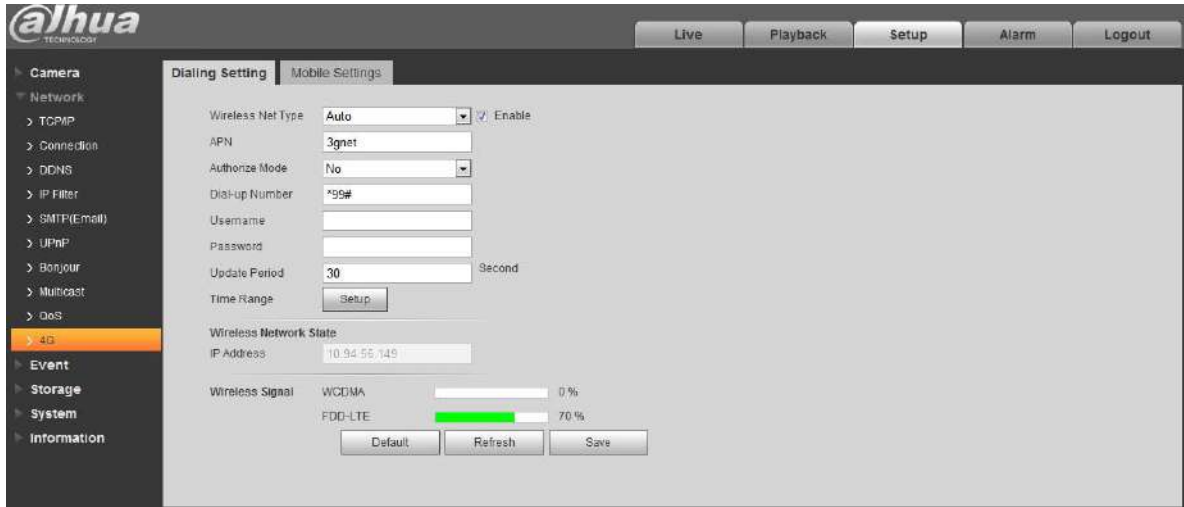 alhua
TECHNOLOGY
Live Playback Setup Alarm Logout
Camera
Network
TCP/IP
Connection
DDNS
IP Filter
SMTP(Email)
UPnP
Bonjour
Multicast
QoS
4G
Event
Storage
System
Information
Dialing Setting Mobile Settings
Wireless Net Type Auto Enable
APN 3gnet
Authorize Mode No
Dial-up Number *99#
Username
Password
Update Period 30 Second
Time Range Setup
Wireless Network State
IP Address 10.94.56.149
Wireless Signal WCDMA 0 %
FDD-LTE 70 %
Default Refresh Save